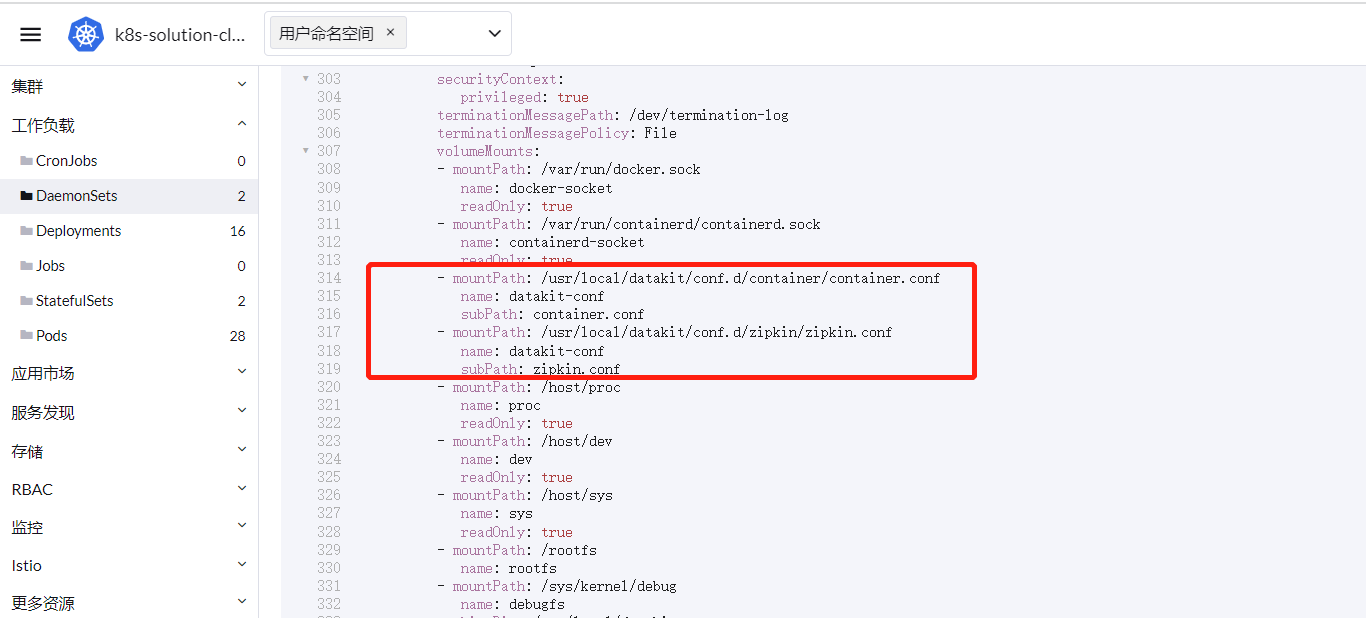 k8s-solution-cl...
用户命名空间 ×
集群
工作负载
CronJobs 0
DaemonSets 2
Deployments 16
Jobs 0
StatefulSets 2
Pods 28
应用市场
服务发现
存储
RBAC
监控
Istio
更多资源
303 securityContext:
304 privileged: true
305 terminationMessagePath: /dev/termination-log
306 terminationMessagePolicy: File
307 volumeMounts:
308 - mountPath: /var/run/docker.sock
309 name: docker-socket
310 readOnly: true
311 - mountPath: /var/run/containerd/containerd.sock
312 name: containerd-socket
313 readOnly: true
314 - mountPath: /usr/local/datakit/conf.d/container/container.conf
315 name: datakit-conf
316 subPath: container.conf
317 - mountPath: /usr/local/datakit/conf.d/zipkin/zipkin.conf
318 name: datakit-conf
319 subPath: zipkin.conf
320 - mountPath: /host/proc
321 name: proc
322 readOnly: true
323 - mountPath: /host/dev
324 name: dev
325 readOnly: true
326 - mountPath: /host/sys
327 name: sys
328 readOnly: true
329 - mountPath: /rootfs
330 name: rootfs
331 - mountPath: /sys/kernel/debug
332 name: debugfs